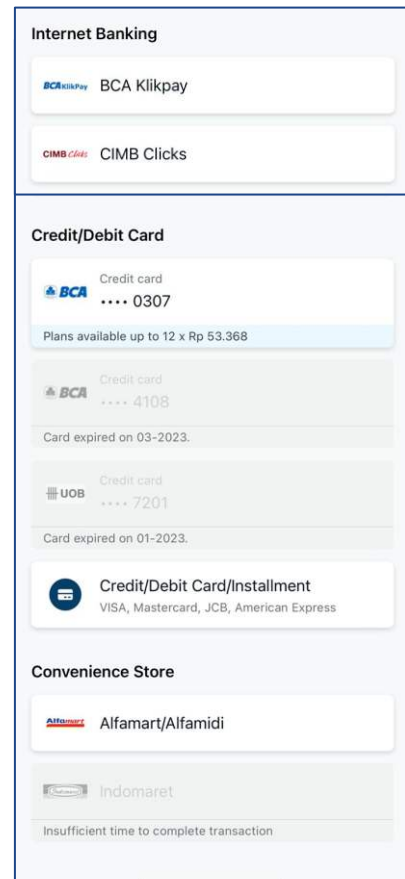 Internet Banking
BCA KlikPay BCA Klikpay
CIMB Clicks CIMB Clicks
Credit/Debit Card
Credit card
BCA •••• 0307
Plans available up to 12 x Rp 53.368
Credit card
BCA •••• 4108
Card expired on 03-2023.
Credit card
UOB •••• 7201
Card expired on 01-2023.
Credit/Debit Card/Installment
VISA, Mastercard, JCB, American Express
Convenience Store
Alfamart Alfamart/Alfamidi
Indomaret
Insufficient time to complete transaction